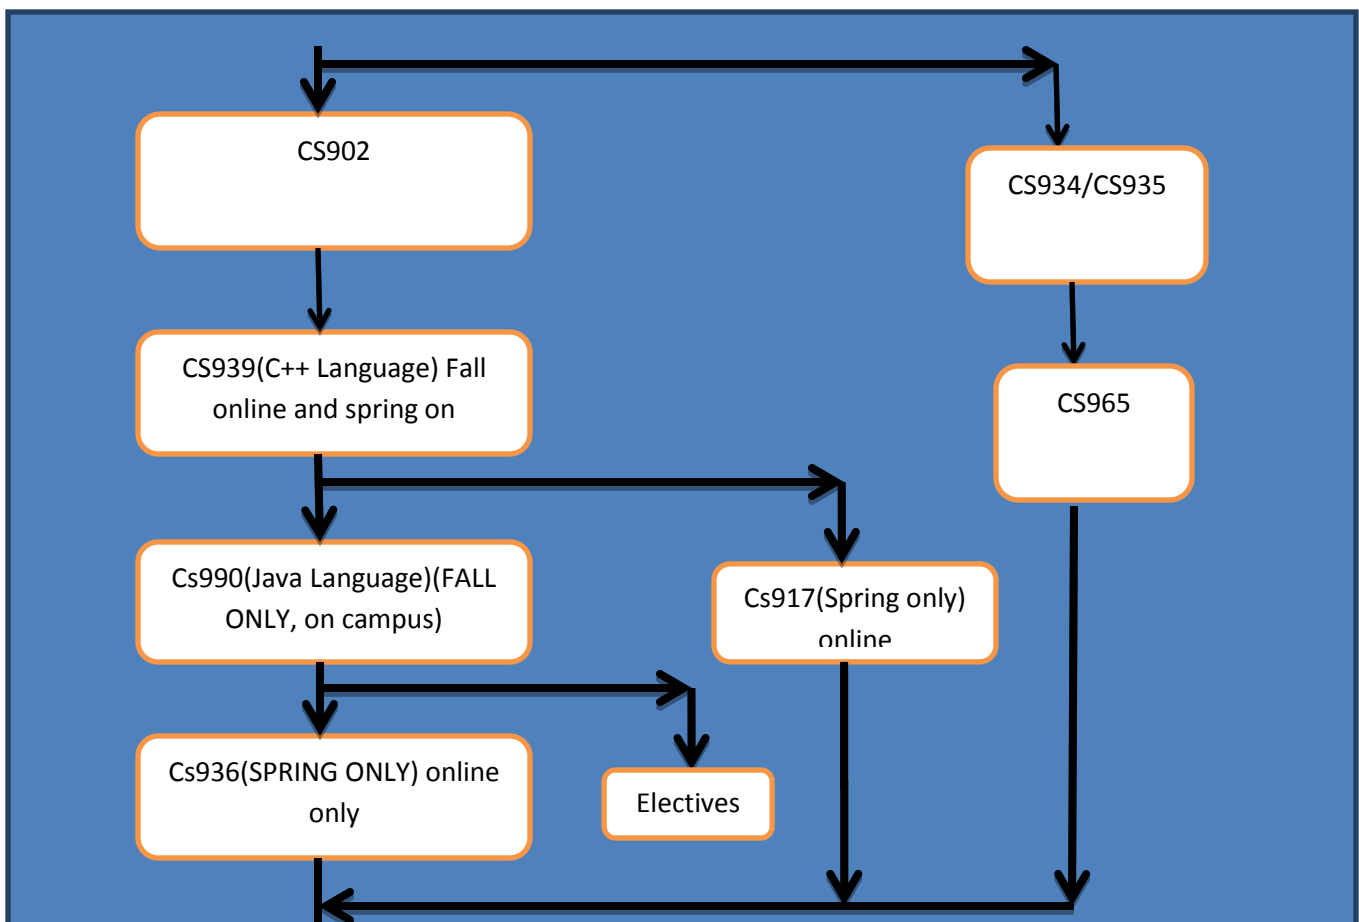 CS902
CS934/CS935
CS939(C++ Language) Fall
online and spring on
CS965
Cs990(Java Language)(FALL
ONLY, on campus)
Cs917(Spring only)
online
Cs936(SPRING ONLY) online
only
Electives